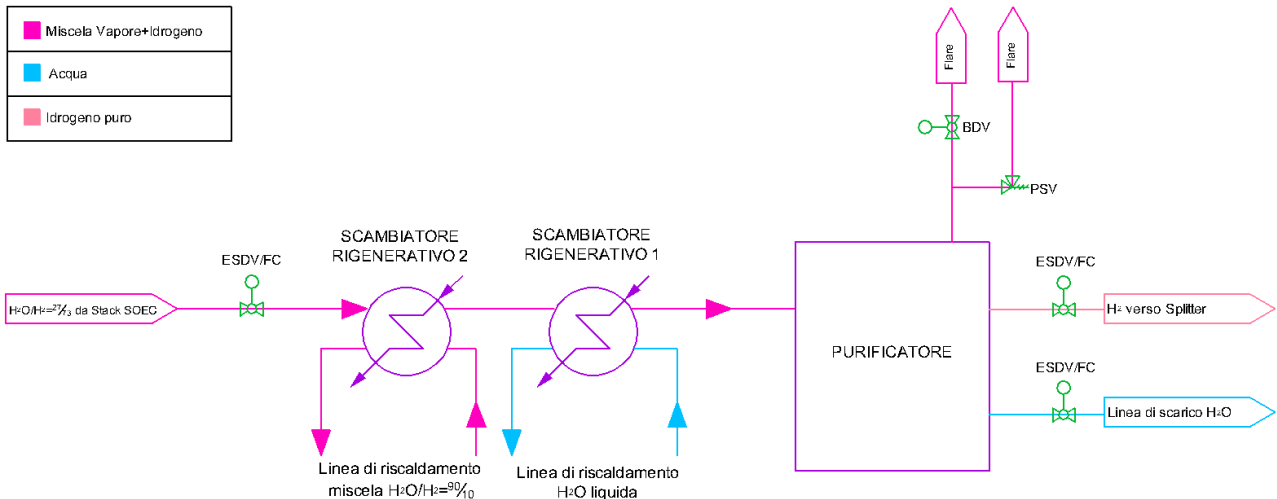 Miscela Vapore+Idrogeno
Acqua
Idrogeno puro
Flare
Flare
BDV
PSV
SCAMBIATORE
RIGENERATIVO 2
SCAMBIATORE
RIGENERATIVO 1
ESDV/FC
ESDV/FC
H2O/H2=27/73 da Stack SOEC
H2 verso Splitter
PURIFICATORE
ESDV/FC
Linea di scarico H2O
Linea di riscaldamento
miscela H2O/H2=90/10
Linea di riscaldamento
H2O liquida